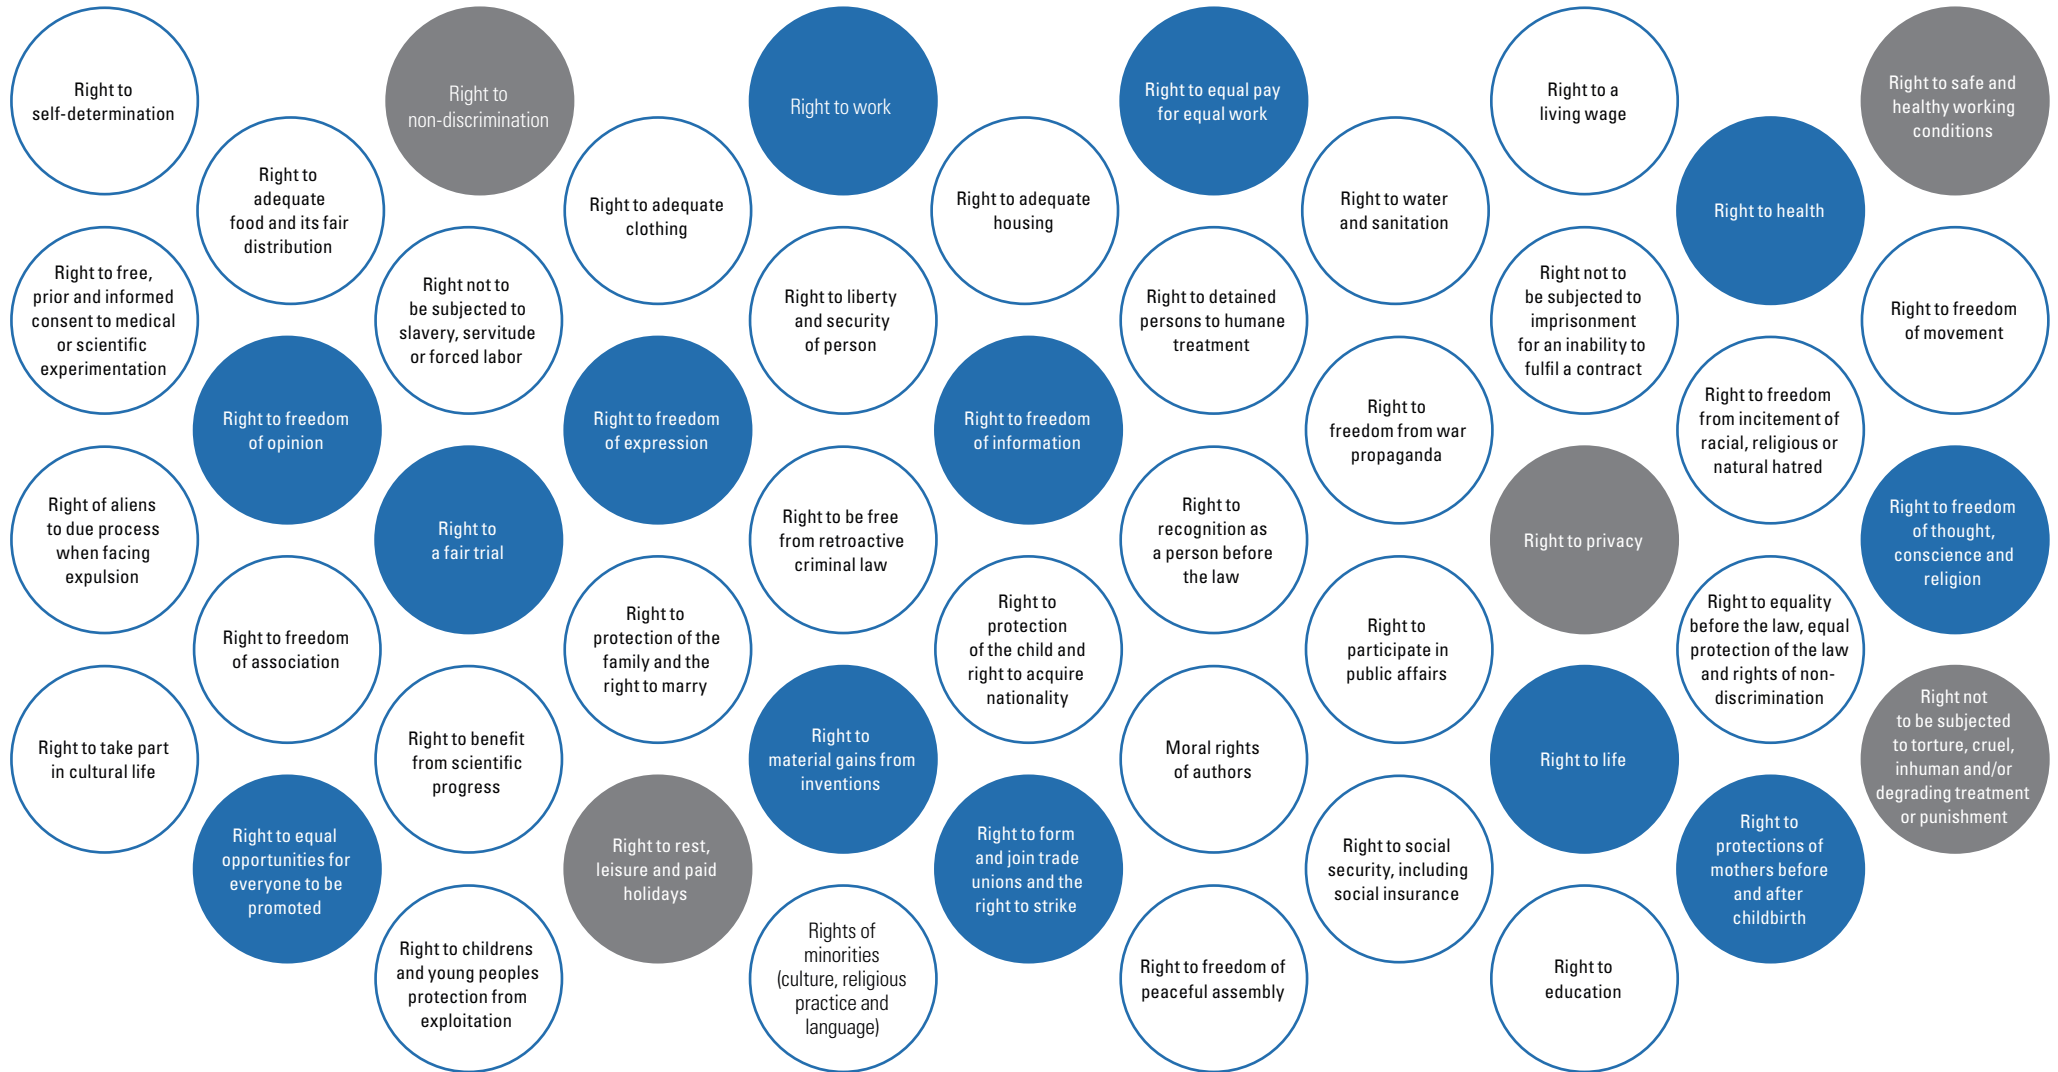 Right to
self-determination
Right to
non-discrimination
Right to work
Right to equal pay
for equal work
Right to a
living wage
Right to safe and
healthy working
conditions
Right to
adequate
food and its fair
distribution
Right to adequate
clothing
Right to adequate
housing
Right to water
and sanitation
Right to health
Right to free,
prior and informed
consent to medical
or scientific
experimentation
Right not to
be subjected to
slavery, servitude
or forced labor
Right to liberty
and security
of person
Right to detained
persons to humane
treatment
Right not to
be subjected to
imprisonment
for an inability to
fulfil a contract
Right to freedom
of movement
Right to freedom
of opinion
Right to freedom
of expression
Right to freedom
of information
Right to
freedom from war
propaganda
Right to freedom
from incitement of
racial, religious or
natural hatred
Right of aliens
to due process
when facing
expulsion
Right to
a fair trial
Right to be free
from retroactive
criminal law
Right to
recognition as
a person before
the law
Right to privacy
Right to freedom
of thought,
conscience and
religion
Right to freedom
of association
Right to
protection of the
family and the
right to marry
Right to
protection
of the child and
right to acquire
nationality
Right to
participate in
public affairs
Right to equality
before the law, equal
protection of the law
and rights of non-
discrimination
Right to take part
in cultural life
Right to benefit
from scientific
progress
Right to
material gains from
inventions
Moral rights
of authors
Right to life
Right not
to be subjected
to torture, cruel,
inhuman and/or
degrading treatment
or punishment
Right to equal
opportunities for
everyone to be
promoted
Right to rest,
leisure and paid
holidays
Right to form
and join trade
unions and the
right to strike
Right to social
security, including
social insurance
Right to
protections of
mothers before
and after
childbirth
Right to childrens
and young peoples
protection from
exploitation
Rights of
minorities
(culture, religious
practice and
language)
Right to freedom of
peaceful assembly
Right to
education